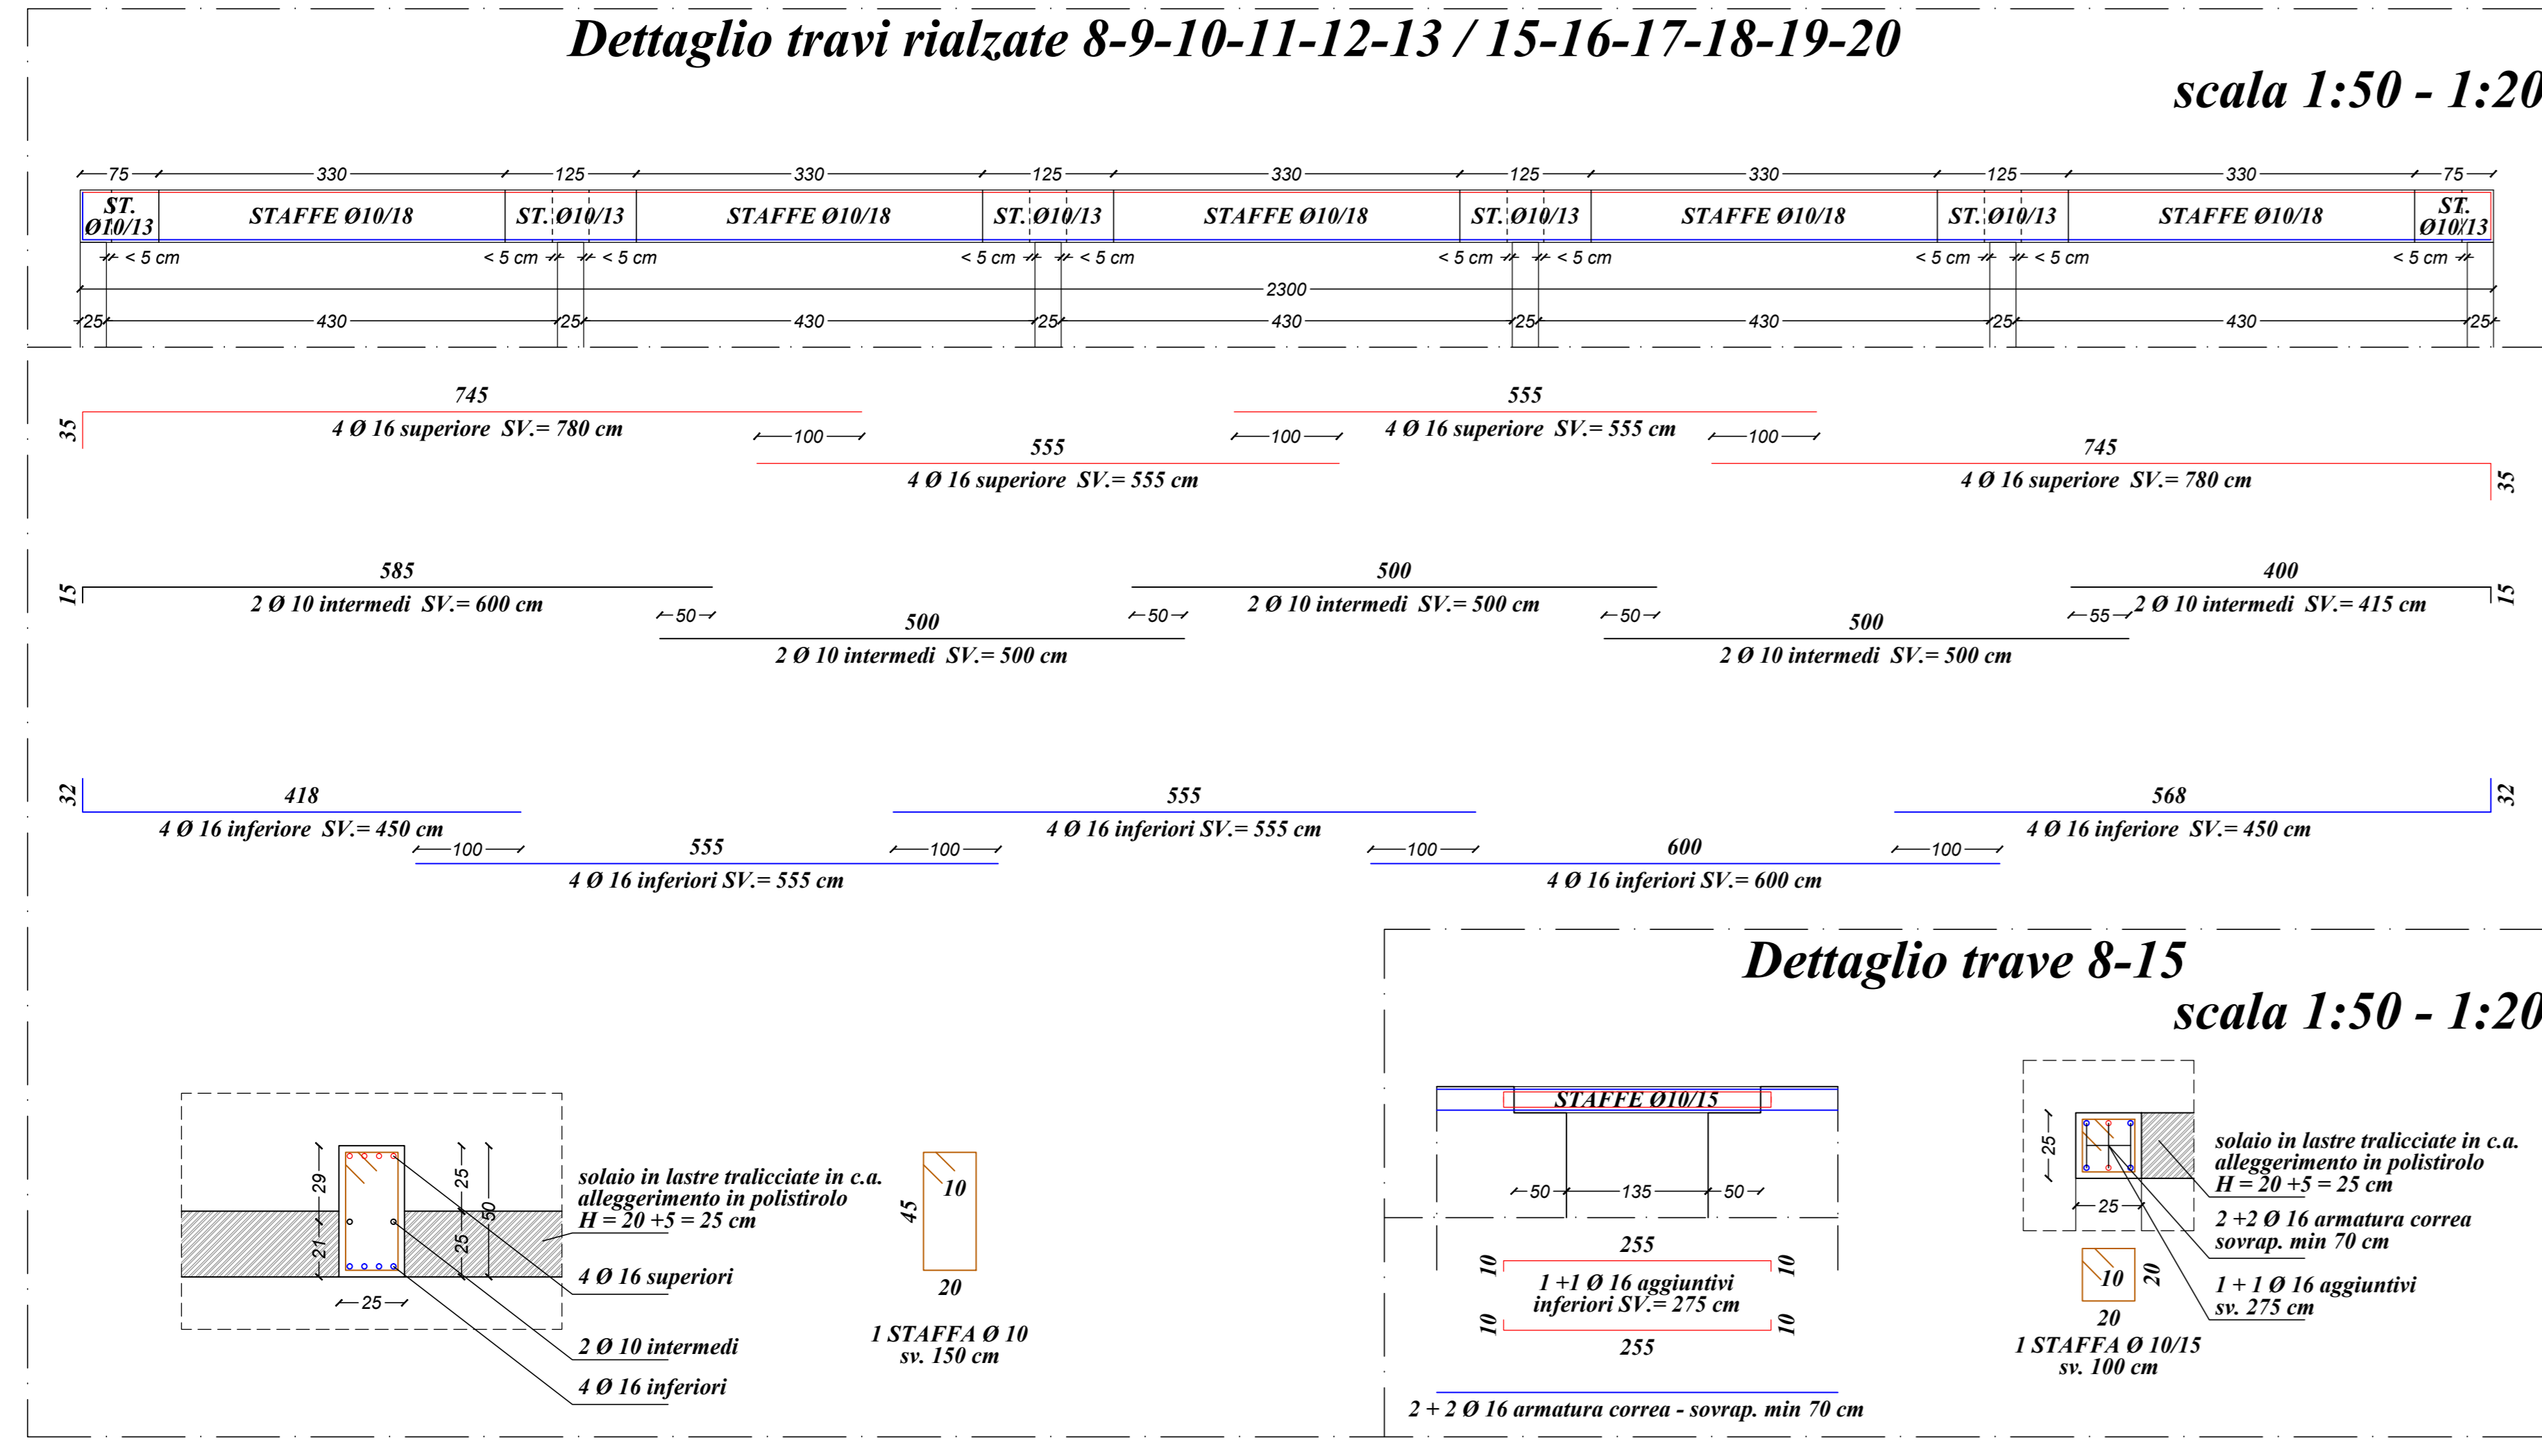 Dettaglio travi rialzate 8-9-10-11-12-13 / 15-16-17-18-19-20
scala 1:50 - 1:20
75 330 125 330 125 330 125 330 125 330 75
ST. Ø10/13 STAFFE Ø10/18 ST. Ø10/13 STAFFE Ø10/18 ST. Ø10/13 STAFFE Ø10/18 ST. Ø10/13 STAFFE Ø10/18 ST. Ø10/13 STAFFE Ø10/18 ST. Ø10/13
< 5 cm < 5 cm < 5 cm < 5 cm < 5 cm < 5 cm < 5 cm < 5 cm < 5 cm < 5 cm
2300
25 430 25 430 25 430 25 430 25 430 25
745 555
35 4 Ø 16 superiore SV.= 780 cm 100 100 4 Ø 16 superiore SV.= 555 cm 100
555 745
4 Ø 16 superiore SV.= 555 cm 4 Ø 16 superiore SV.= 780 cm 35
585 500 400
15 2 Ø 10 intermedi SV.= 600 cm 2 Ø 10 intermedi SV.= 500 cm 2 Ø 10 intermedi SV.= 415 cm 15
50 50 50 55
500 500
2 Ø 10 intermedi SV.= 500 cm 2 Ø 10 intermedi SV.= 500 cm
32 418 555 568 32
4 Ø 16 inferiore SV.= 450 cm 4 Ø 16 inferiori SV.= 555 cm 4 Ø 16 inferiore SV.= 450 cm
100 555 100 100 600 100
4 Ø 16 inferiori SV.= 555 cm 4 Ø 16 inferiori SV.= 600 cm
29 21 25 25 50
25
solaio in lastre tralicciate in c.a.
alleggerimento in polistirolo
H = 20 +5 = 25 cm
4 Ø 16 superiori
2 Ø 10 intermedi
4 Ø 16 inferiori
10
45
20
1 STAFFA Ø 10
sv. 150 cm
Dettaglio trave 8-15
scala 1:50 - 1:20
STAFFE Ø10/15
50 135 50
255
10 10
1 +1 Ø 16 aggiuntivi
inferiori SV.= 275 cm
10 10
255
2 + 2 Ø 16 armatura correa - sovrap. min 70 cm
25
25
solaio in lastre tralicciate in c.a.
alleggerimento in polistirolo
H = 20 +5 = 25 cm
2 +2 Ø 16 armatura correa
sovrap. min 70 cm
1 + 1 Ø 16 aggiuntivi
sv. 275 cm
10 20
20
1 STAFFA Ø 10/15
sv. 100 cm